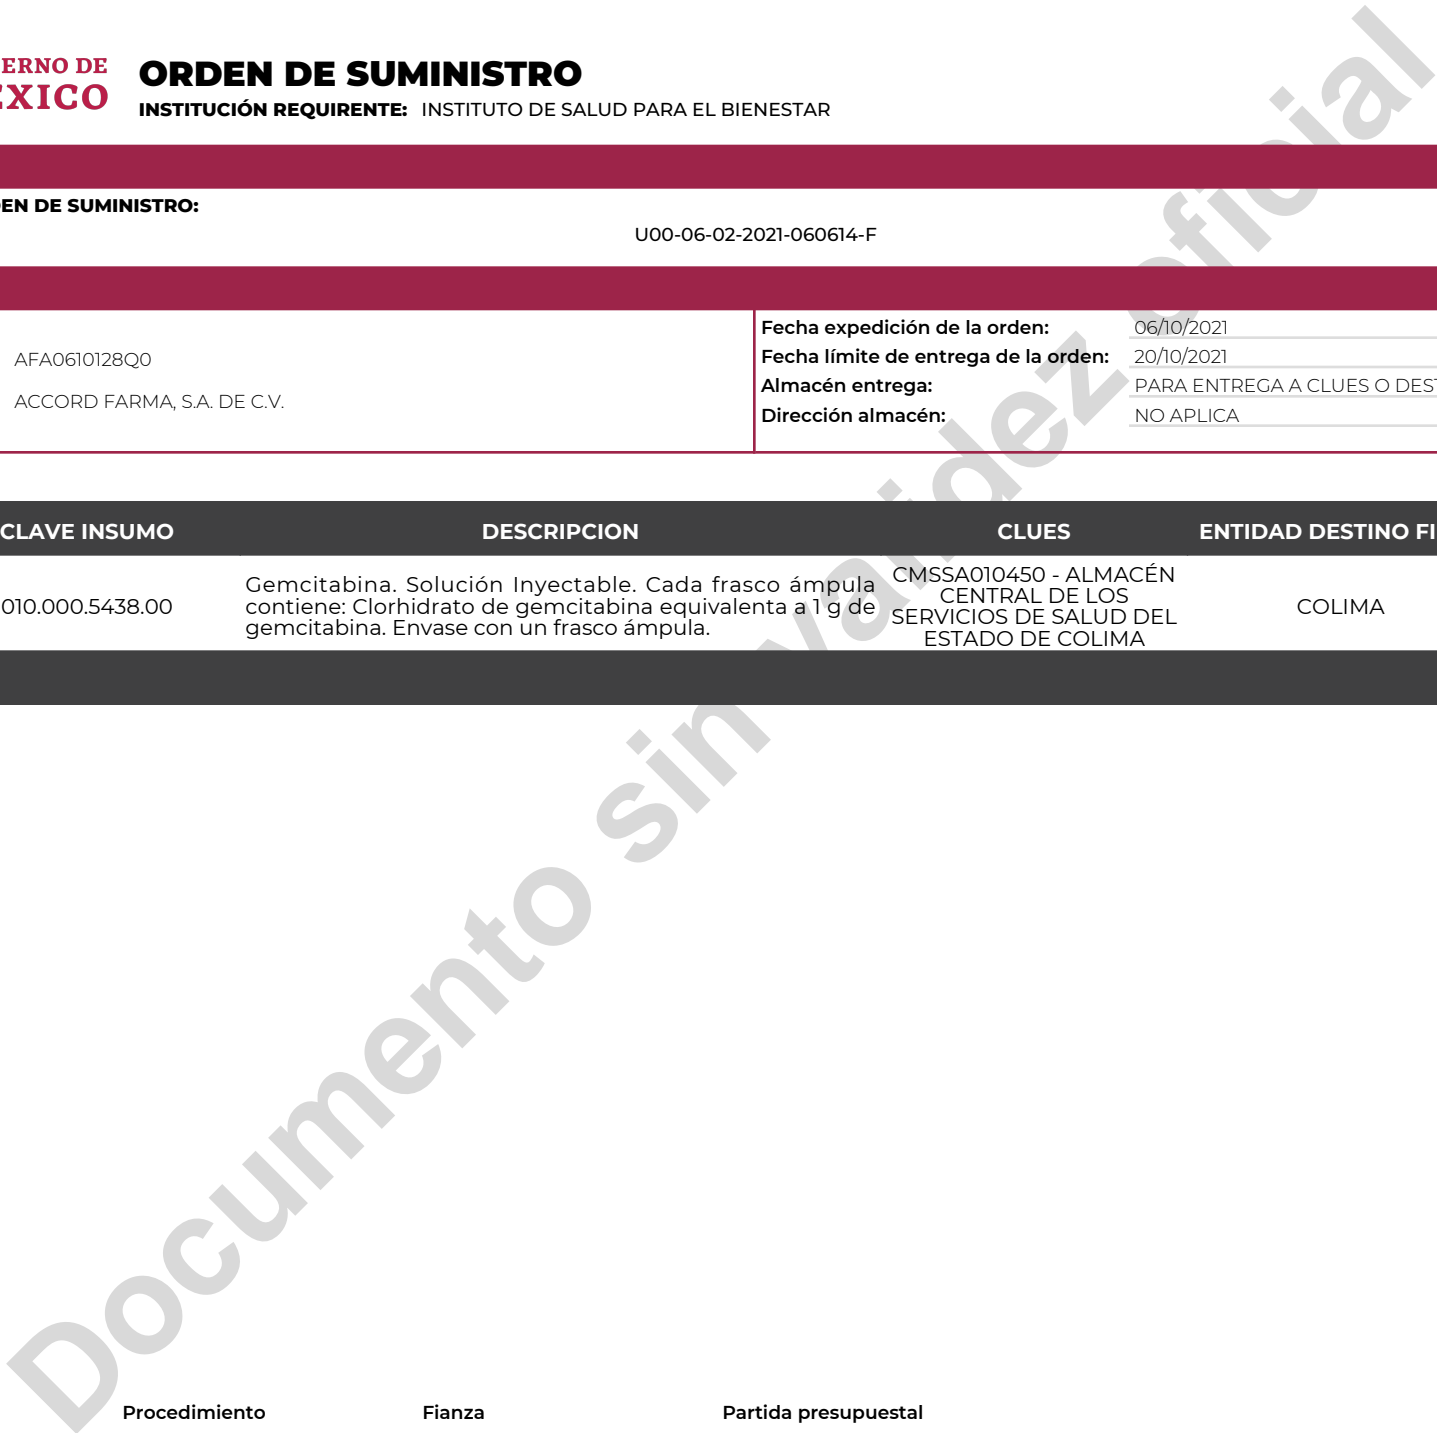 ERNO DE
ÉXICO
ORDEN DE SUMINISTRO
INSTITUCIÓN REQUIRENTE: INSTITUTO DE SALUD PARA EL BIENESTAR
EN DE SUMINISTRO:
U00-06-02-2021-060614-F
AFA0610128Q0
ACCORD FARMA, S.A. DE C.V.
Fecha expedición de la orden: 06/10/2021
Fecha límite de entrega de la orden: 20/10/2021
Almacén entrega: PARA ENTREGA A CLUES O DEST
Dirección almacén: NO APLICA
CLAVE INSUMO DESCRIPCION CLUES ENTIDAD DESTINO FI
010.000.5438.00
Gemcitabina. Solución Inyectable. Cada frasco ámpula
contiene: Clorhidrato de gemcitabina equivalenta a 1 g de
gemcitabina. Envase con un frasco ámpula.
CMSSA010450 - ALMACÉN
CENTRAL DE LOS
SERVICIOS DE SALUD DEL
ESTADO DE COLIMA
COLIMA
Documento sin validez oficial
Procedimiento Fianza Partida presupuestal